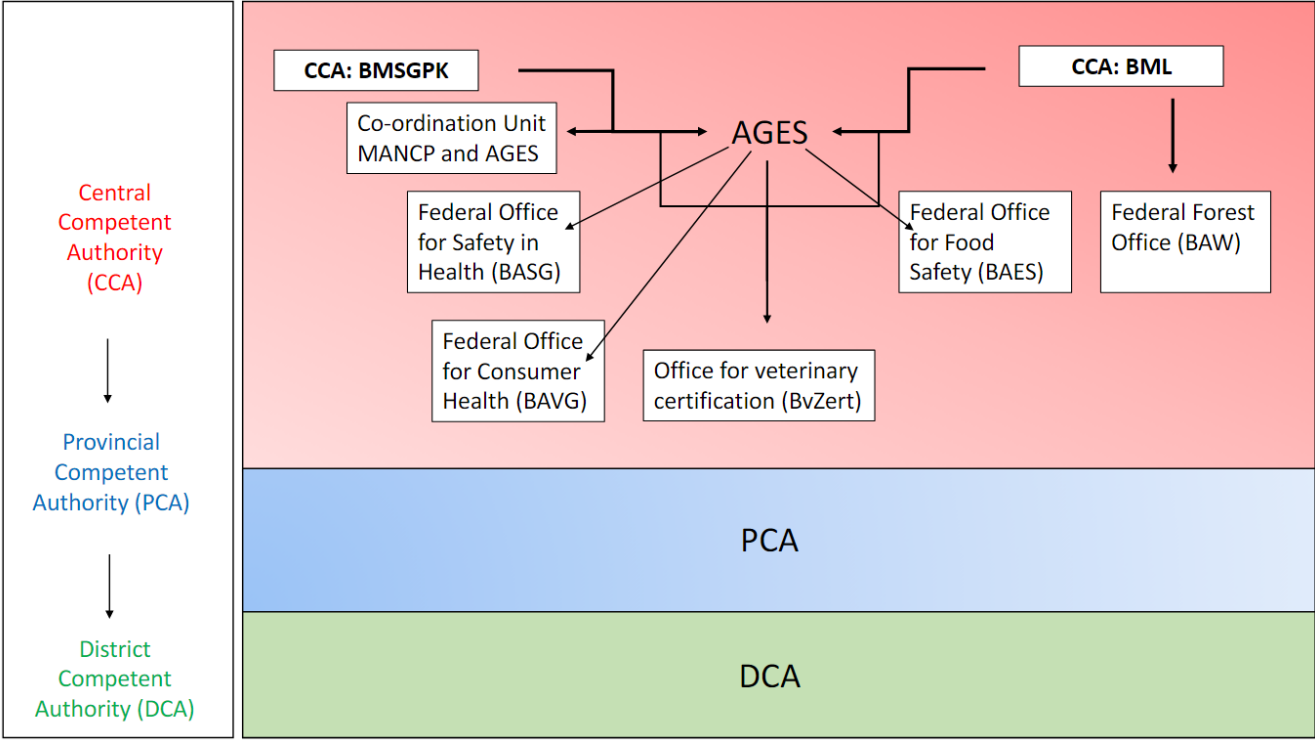 Central
Competent
Authority
(CCA)
Provincial
Competent
Authority (PCA)
District
Competent
Authority (DCA)
CCA: BMSGPK
CCA: BML
Co-ordination Unit
MANCP and AGES
AGES
Federal Office
for Safety in
Health (BASG)
Federal Office
for Food
Safety (BAES)
Federal Forest
Office (BAW)
Federal Office
for Consumer
Health (BAVG)
Office for veterinary
certification (BvZert)
PCA
DCA